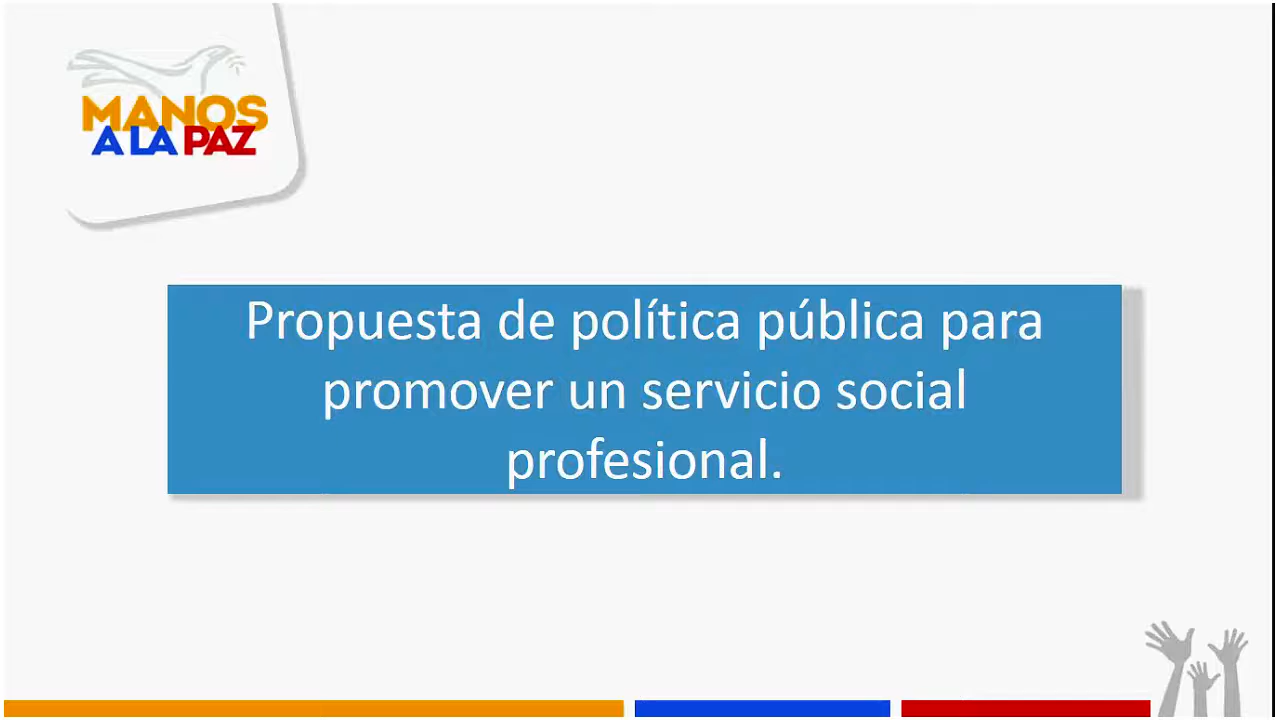 MANOS
A LA PAZ
Propuesta de política pública para
promover un servicio social
profesional.